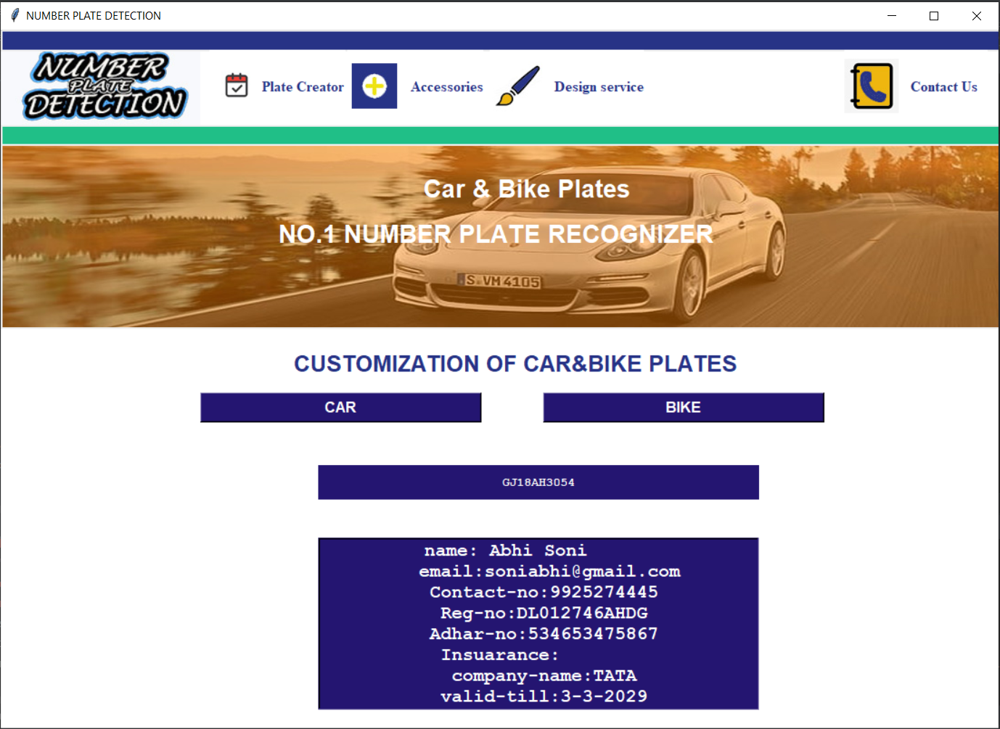 NUMBER PLATE DETECTION
NUMBER
PLATE
DETECTION
Plate Creator
Accessories
Design service
Contact Us
Car & Bike Plates
NO.1 NUMBER PLATE RECOGNIZER
S VM 4105
CUSTOMIZATION OF CAR&BIKE PLATES
CAR
BIKE
GJ18AH3054
name: Abhi Soni
email:soniabhi@gmail.com
Contact-no:9925274445
Reg-no:DL012746AHDG
Adhar-no:534653475867
Insuarance:
company-name:TATA
valid-till:3-3-2029